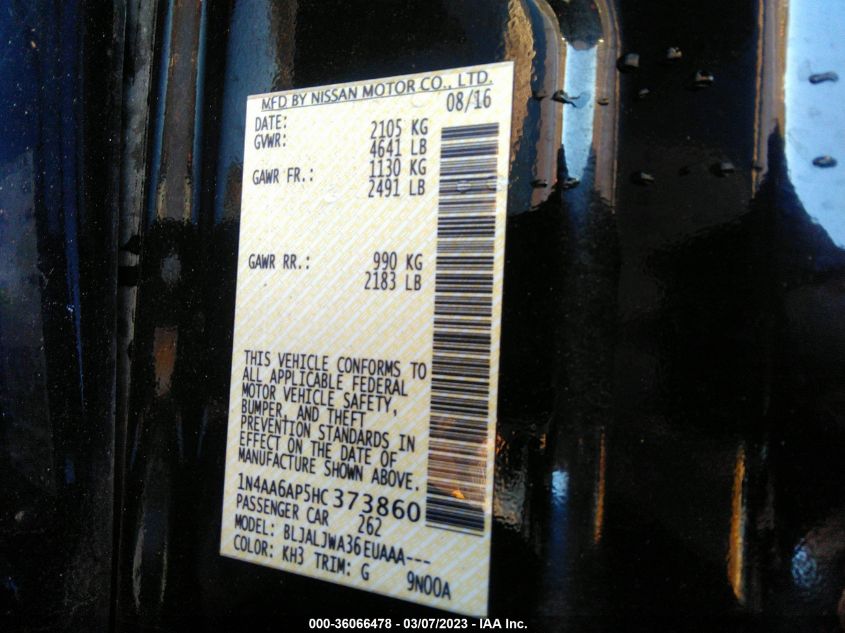 MFD BY NISSAN MOTOR CO., LTD.
DATE: 08/16
GVWR: 2105 KG
4641 LB
GAWR FR.: 1130 KG
2491 LB
GAWR RR.: 990 KG
2183 LB
THIS VEHICLE CONFORMS TO
ALL APPLICABLE FEDERAL
MOTOR VEHICLE SAFETY,
BUMPER, AND THEFT
PREVENTION STANDARDS IN
EFFECT ON THE DATE OF
MANUFACTURE SHOWN ABOVE.
1N4AA6AP5HC373860
PASSENGER CAR 262
MODEL: BLJALJWA36EUAAA---
COLOR: KH3 TRIM: G 9N00A
000-36066478 - 03/07/2023 - IAA Inc.